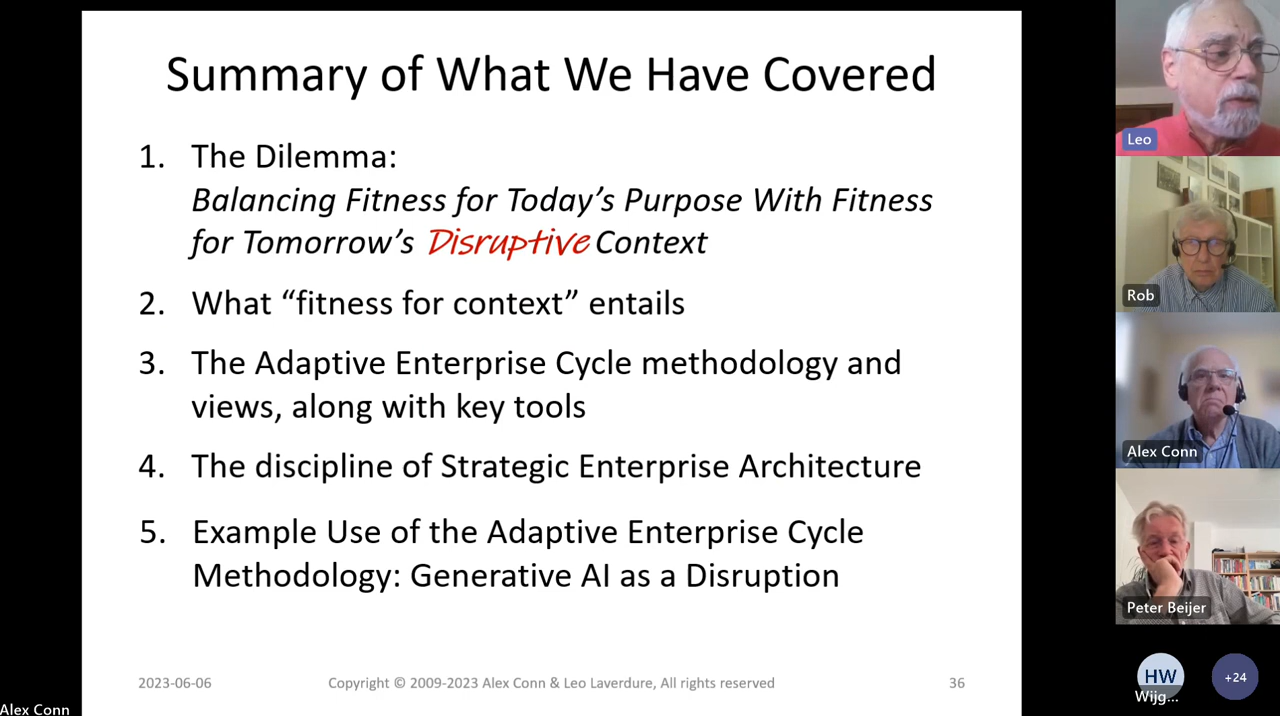 Summary of What We Have Covered
1. The Dilemma:
Balancing Fitness for Today’s Purpose With Fitness
for Tomorrow’s Disruptive Context
2. What “fitness for context” entails
3. The Adaptive Enterprise Cycle methodology and
views, along with key tools
4. The discipline of Strategic Enterprise Architecture
5. Example Use of the Adaptive Enterprise Cycle
Methodology: Generative AI as a Disruption
2023-06-06
Copyright © 2009-2023 Alex Conn & Leo Laverdure, All rights reserved
36
Alex Conn
Leo
Rob
Alex Conn
Peter Beijer
HW
Wijg...
+24